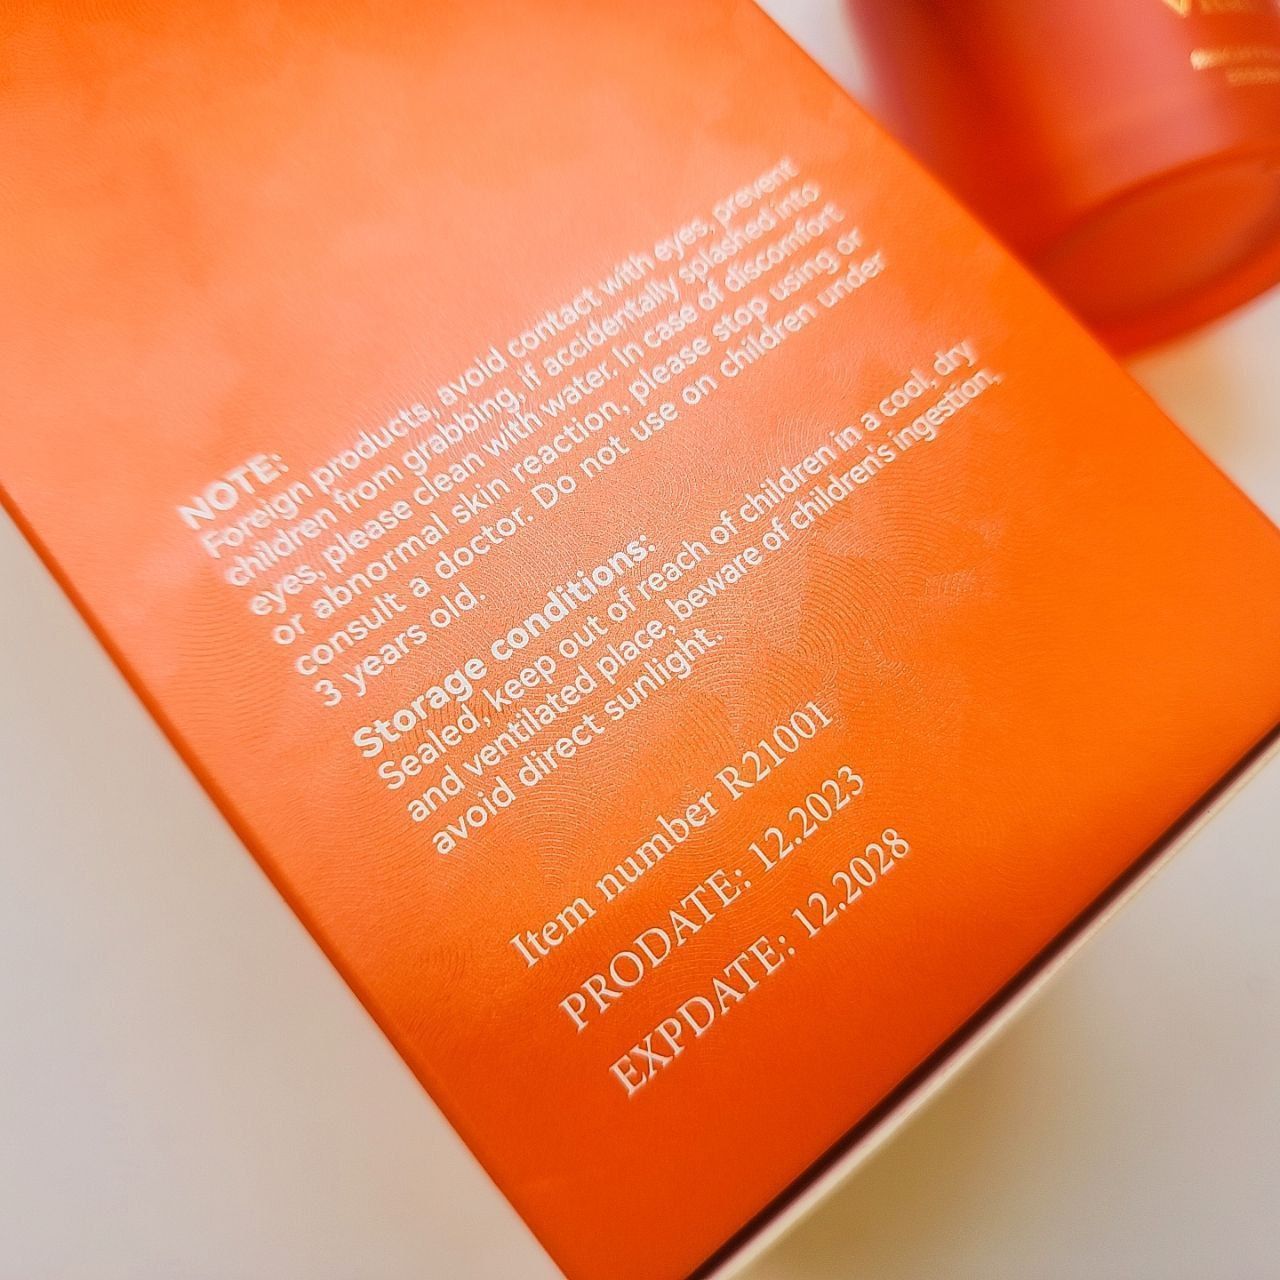 NOTE:
Foreign products, avoid contact with eyes, prevent
children from grabbing, if accidentally splashed into
eyes, please clean with water. In case of discomfort
or abnormal skin reaction, please stop using or
consult a doctor. Do not use on children under
3 years old.
Storage conditions:
Sealed, keep out of reach of children in a cool, dry
and ventilated place, beware of children's ingestion,
avoid direct sunlight.
Item number R21001
PRODATE: 12.2023
EXPDATE: 12.2028